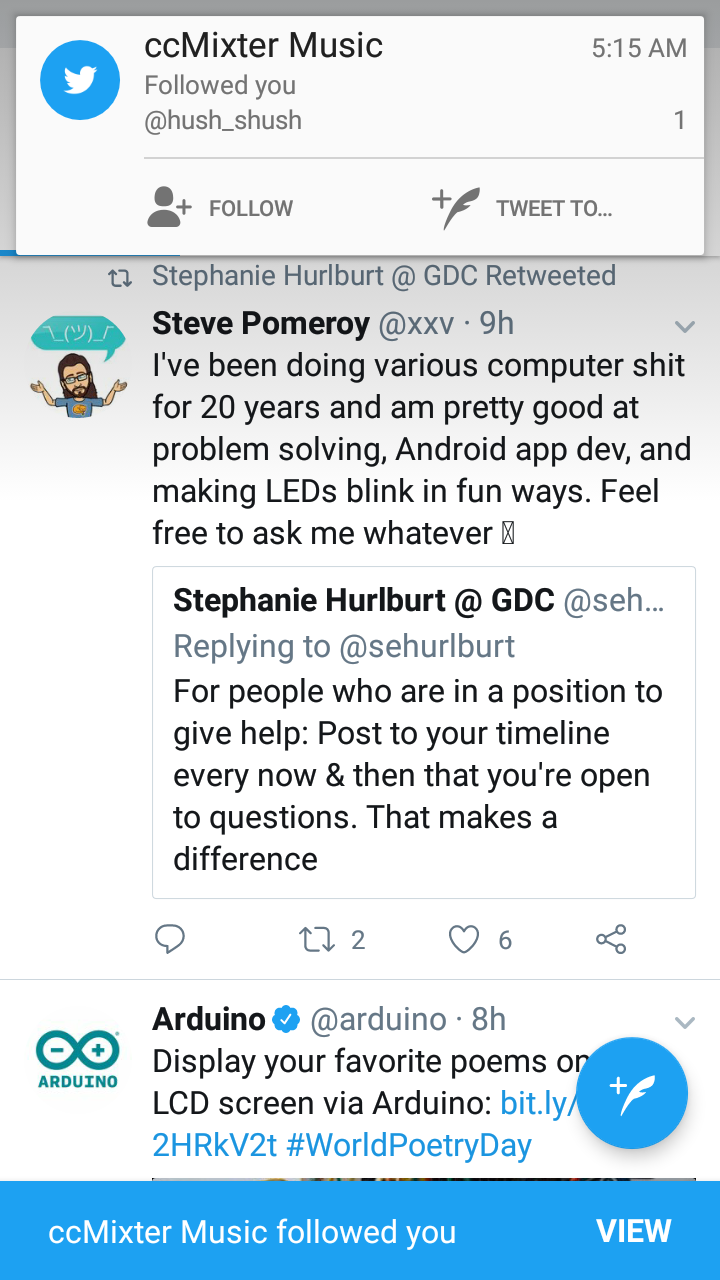 ccMixter Music 5:15 AM
Followed you
@hush_shush 1
FOLLOW TWEET TO...
Stephanie Hurlburt @ GDC Retweeted
¯\_(ツ)_/¯
Steve Pomeroy @xxv · 9h
I've been doing various computer shit
for 20 years and am pretty good at
problem solving, Android app dev, and
making LEDs blink in fun ways. Feel
free to ask me whatever
Stephanie Hurlburt @ GDC @seh...
Replying to @sehurlburt
For people who are in a position to
give help: Post to your timeline
every now & then that you're open
to questions. That makes a
difference
2 6
Arduino @arduino · 8h
ARDUINO
Display your favorite poems on
LCD screen via Arduino: bit.ly/
2HRkV2t #WorldPoetryDay
ccMixter Music followed you VIEW